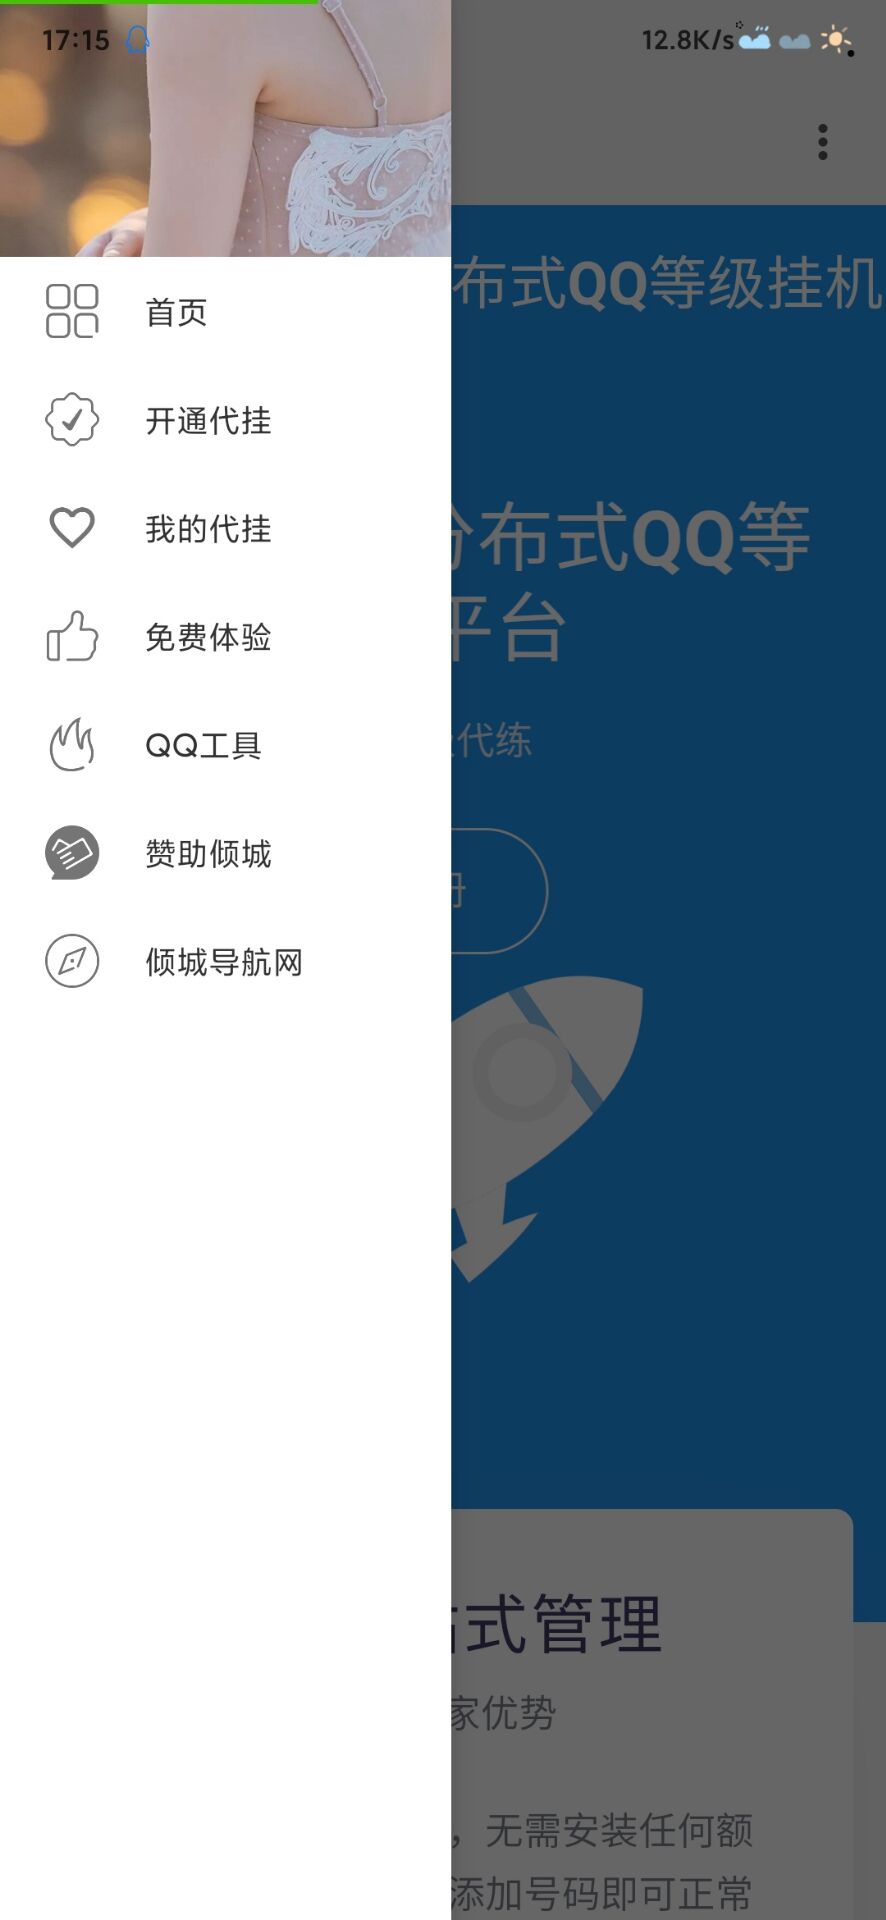 17:15
12.8K/s
首页
开通代挂
我的代挂
免费体验
QQ工具
赞助倾城
倾城导航网
布式QQ等级挂机
分布式QQ等
平台
代练
册
式管理
家优势
，无需安装任何额
添加号码即可正常